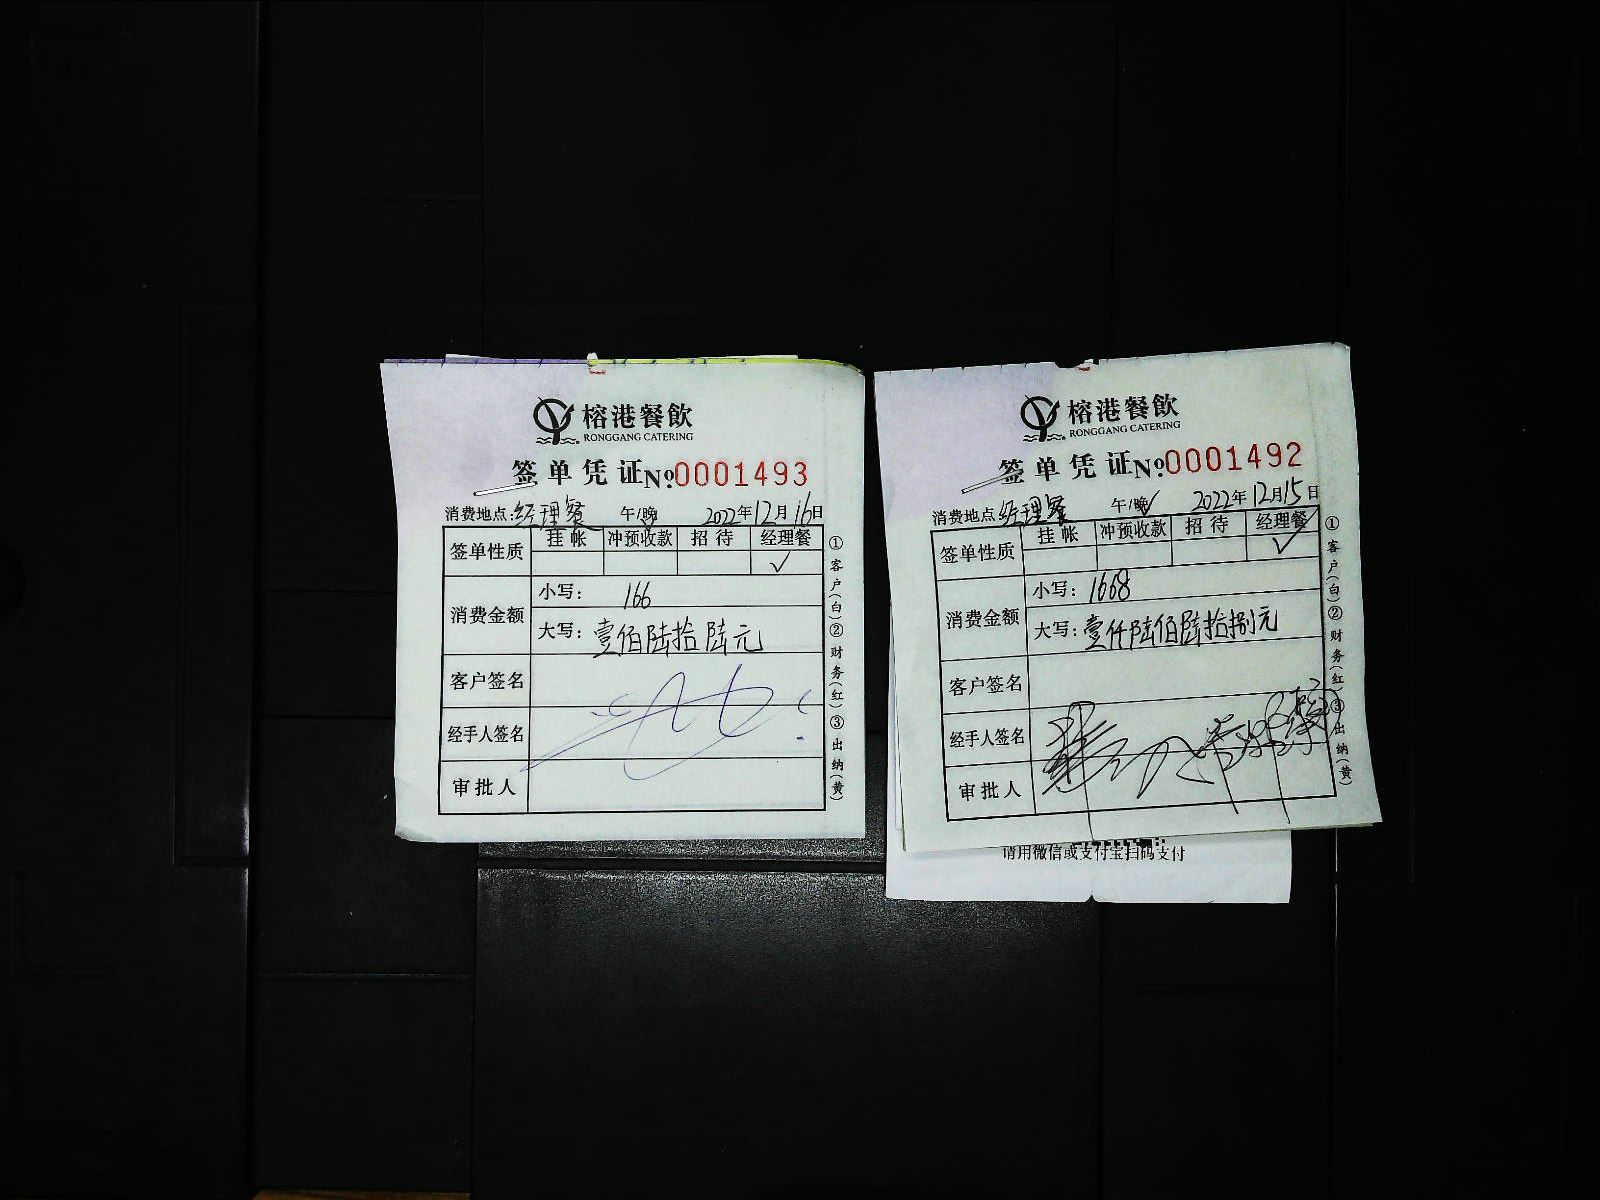 榕港餐飲
RONGGANG CATERING
签单凭证 No 0001493
消费地点:经理餐 午/晚 2022年12月16日
签单性质 挂帐 冲预收款 招待 经理餐
✓
消费金额 小写: 166
大写: 壹佰陆拾陆元
客户签名
经手人签名
审批人
①客户(白)②财务(红)③出纳(黄)
榕港餐飲
RONGGANG CATERING
签单凭证 No 0001492
消费地点:经理餐 午/晚✓ 2022年12月15日
签单性质 挂帐 冲预收款 招待 经理餐
✓
消费金额 小写: 1668
大写: 壹仟陆佰陆拾捌元
客户签名
经手人签名
审批人
①客户(白)②财务(红)③出纳(黄)
请用微信或支付宝扫码支付